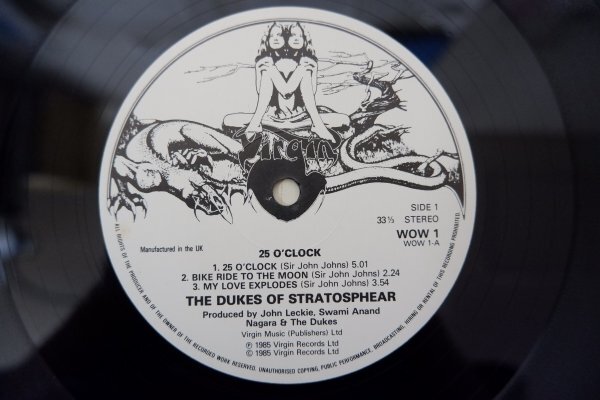 Virgin
SIDE 1
33⅓ STEREO
WOW 1
WOW 1-A
Manufactured in the UK
25 O'CLOCK
1. 25 O'CLOCK (Sir John Johns) 5.01
2. BIKE RIDE TO THE MOON (Sir John Johns) 2.24
3. MY LOVE EXPLODES (Sir John Johns) 3.54
THE DUKES OF STRATOSPHEAR
Produced by John Leckie, Swami Anand
Nagara & The Dukes
Virgin Music (Publishers) Ltd
℗ 1985 Virgin Records Ltd
© 1985 Virgin Records Ltd
ALL RIGHTS OF THE PRODUCER AND OF THE OWNER OF THE RECORDED WORK RESERVED. UNAUTHORISED COPYING, PUBLIC PERFORMANCE, BROADCASTING, HIRING OR RENTAL OF THIS RECORDING PROHIBITED.